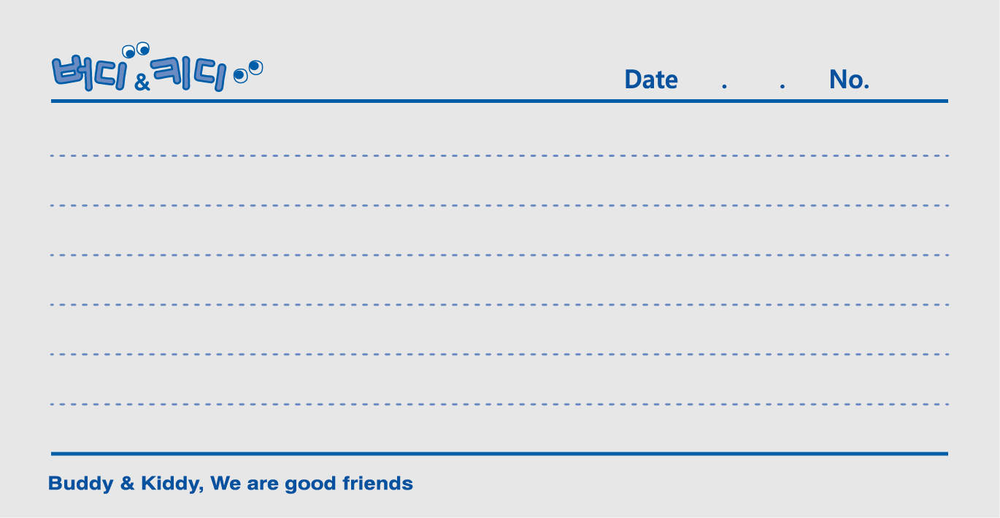 버디&키디
Date . . No.
Buddy & Kiddy, We are good friends